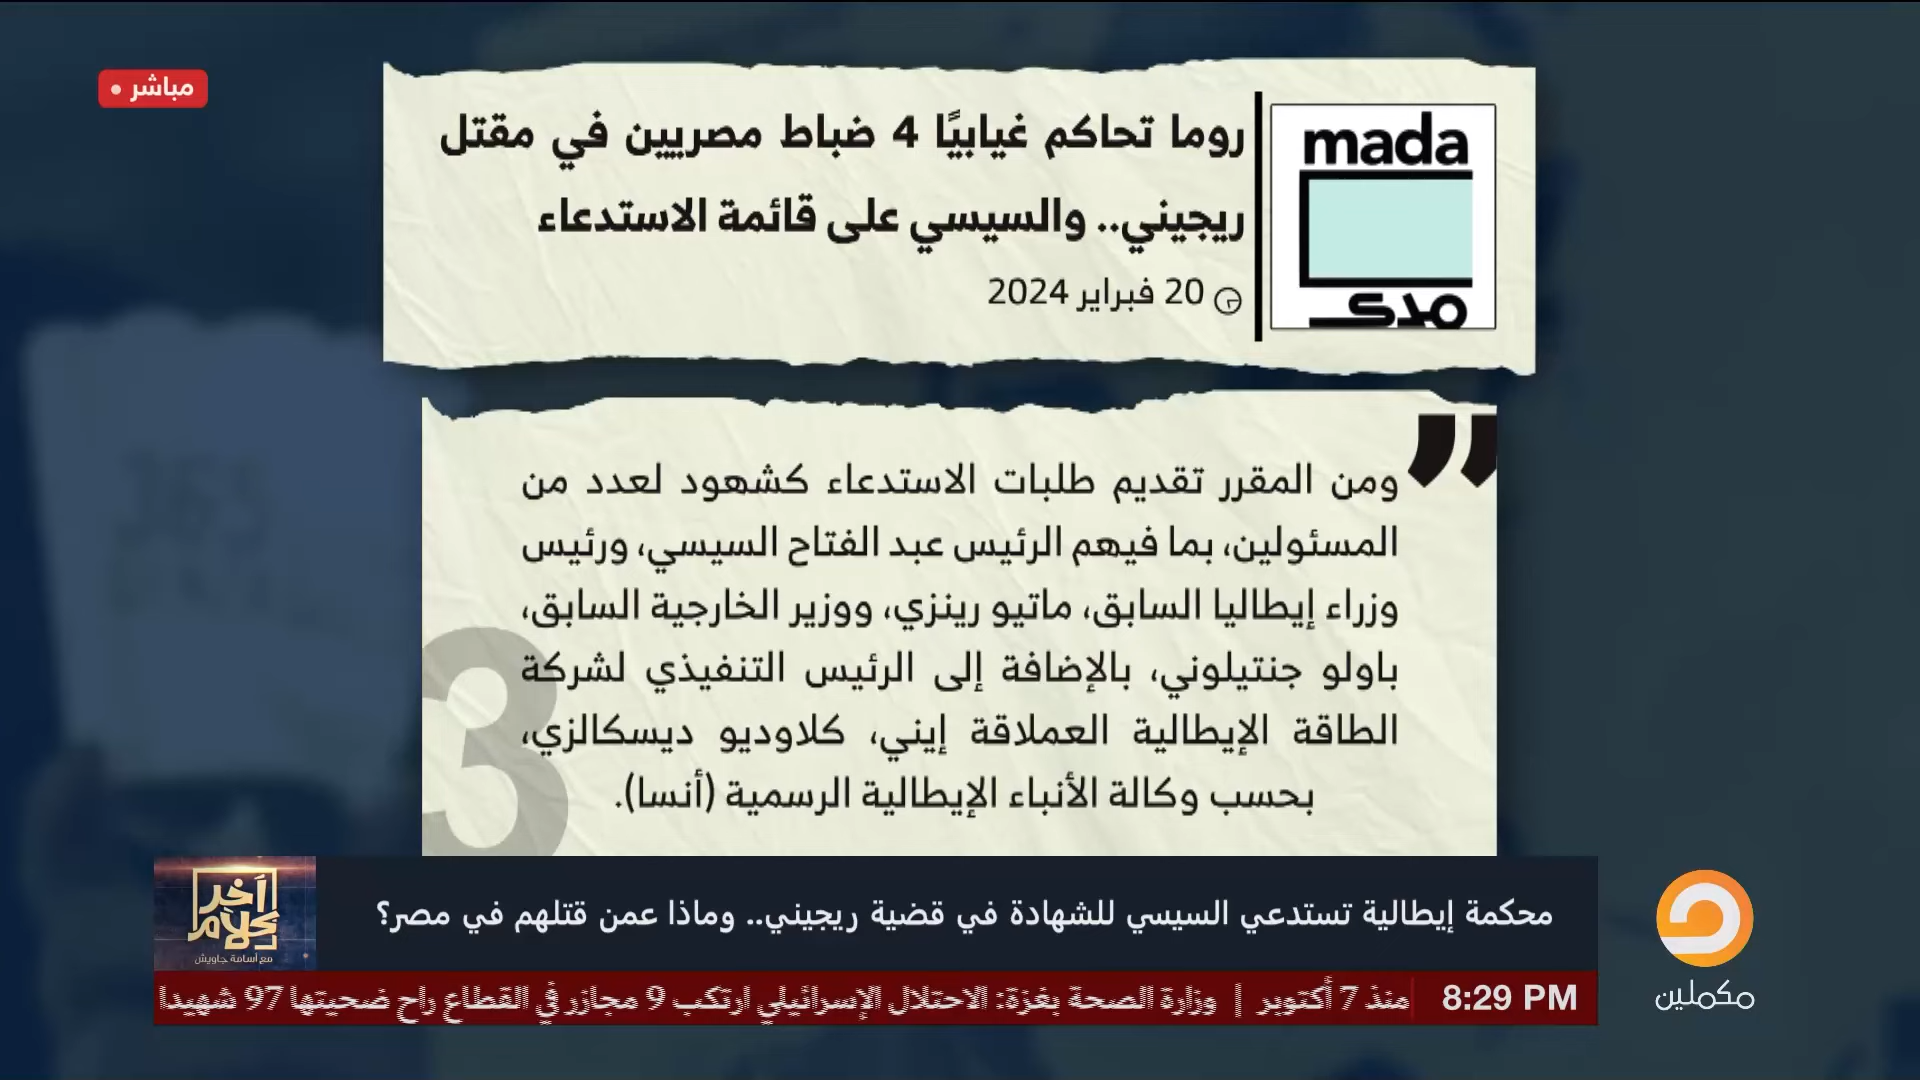 مباشر
mada
مدى
روما تحاكم غيابيًا 4 ضباط مصريين في مقتل
ريجيني.. والسيسي على قائمة الاستدعاء
20 فبراير 2024
ومن المقرر تقديم طلبات الاستدعاء كشهود لعدد من
المسئولين، بما فيهم الرئيس عبد الفتاح السيسي، ورئيس
وزراء إيطاليا السابق، ماتيو رينزي، ووزير الخارجية السابق،
باولو جنتيلوني، بالإضافة إلى الرئيس التنفيذي لشركة
الطاقة الإيطالية العملاقة إيني، كلاوديو ديسكالزي،
بحسب وكالة الأنباء الإيطالية الرسمية (أنسا).
3
محكمة إيطالية تستدعي السيسي للشهادة في قضية ريجيني.. وماذا عمن قتلهم في مصر؟
آخر
كلام
مع أسامة جاويش
8:29 PM
منذ 7 أكتوبر | وزارة الصحة بغزة: الاحتلال الإسرائيلي ارتكب 9 مجازر في القطاع راح ضحيتها 97 شهيدا
مكملين